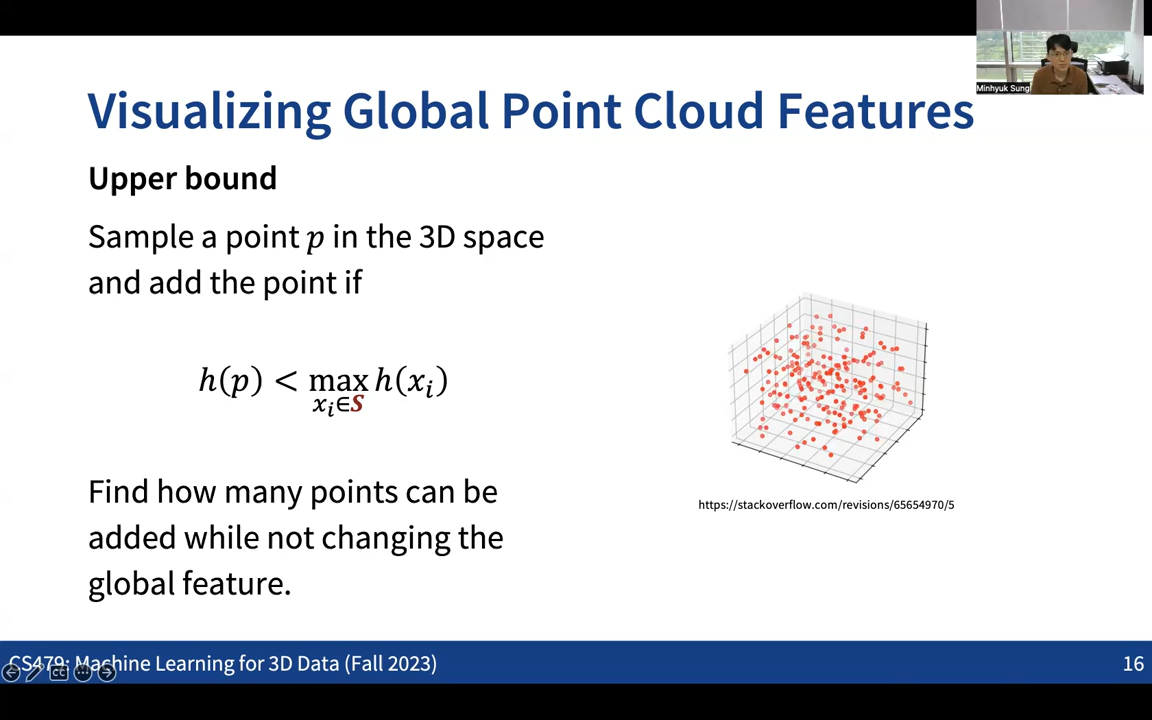 Minhyuk Sung
Visualizing Global Point Cloud Features
Upper bound
Sample a point p in the 3D space
and add the point if
h(p) < max h(xᵢ)
xᵢ∈S
Find how many points can be
added while not changing the
global feature.
https://stackoverflow.com/revisions/65654970/5
CS479: Machine Learning for 3D Data (Fall 2023)
16